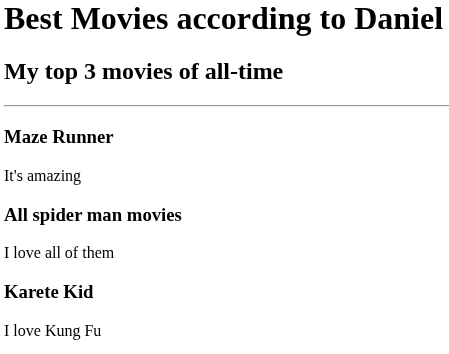 Best Movies according to Daniel
My top 3 movies of all-time
Maze Runner
It's amazing
All spider man movies
I love all of them
Karete Kid
I love Kung Fu